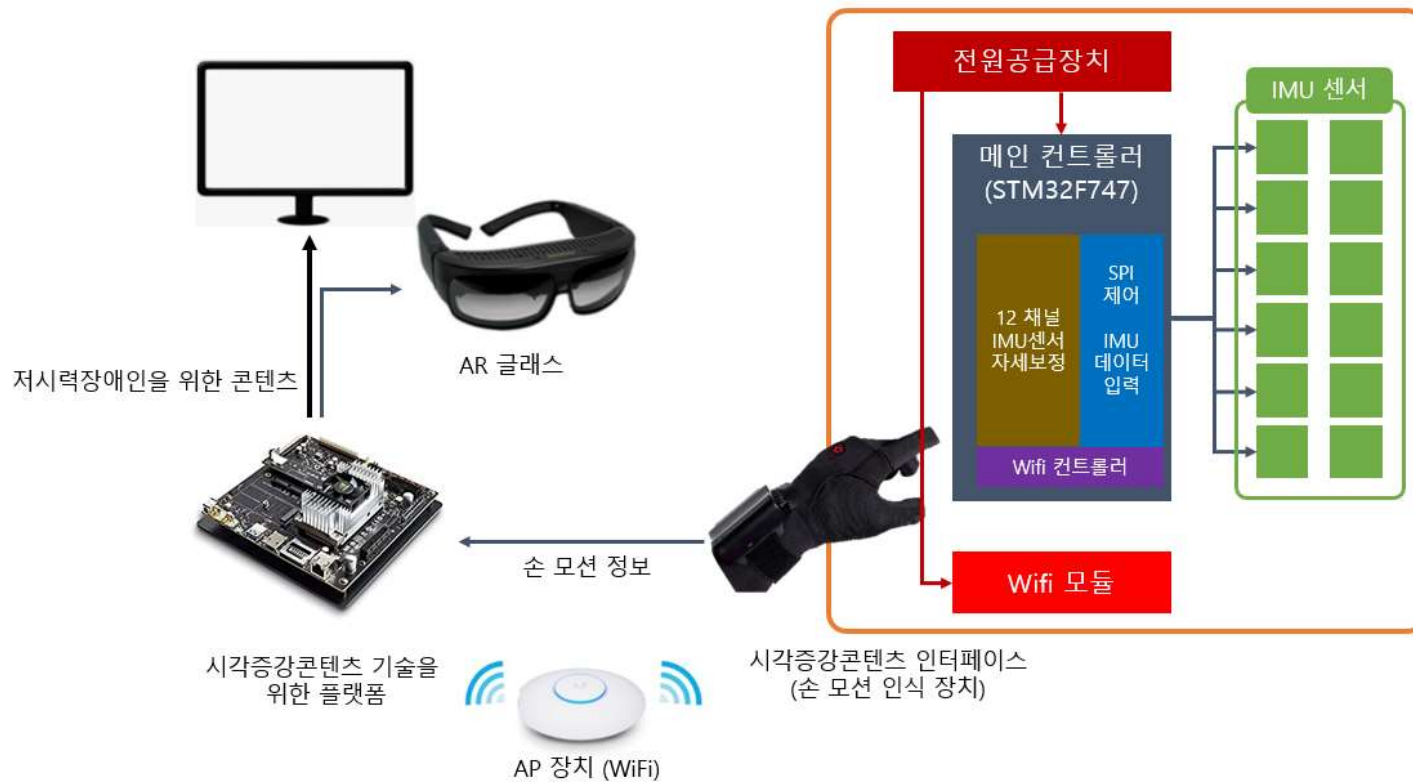 전원공급장치
IMU 센서
메인 컨트롤러
(STM32F747)
SPI
제어
12 채널
IMU센서
자세보정
IMU
데이터
입력
Wifi 컨트롤러
Wifi 모듈
AR 글래스
저시력장애인을 위한 콘텐츠
손 모션 정보
시각증강콘텐츠 기술을
위한 플랫폼
시각증강콘텐츠 인터페이스
(손 모션 인식 장치)
AP 장치 (WiFi)